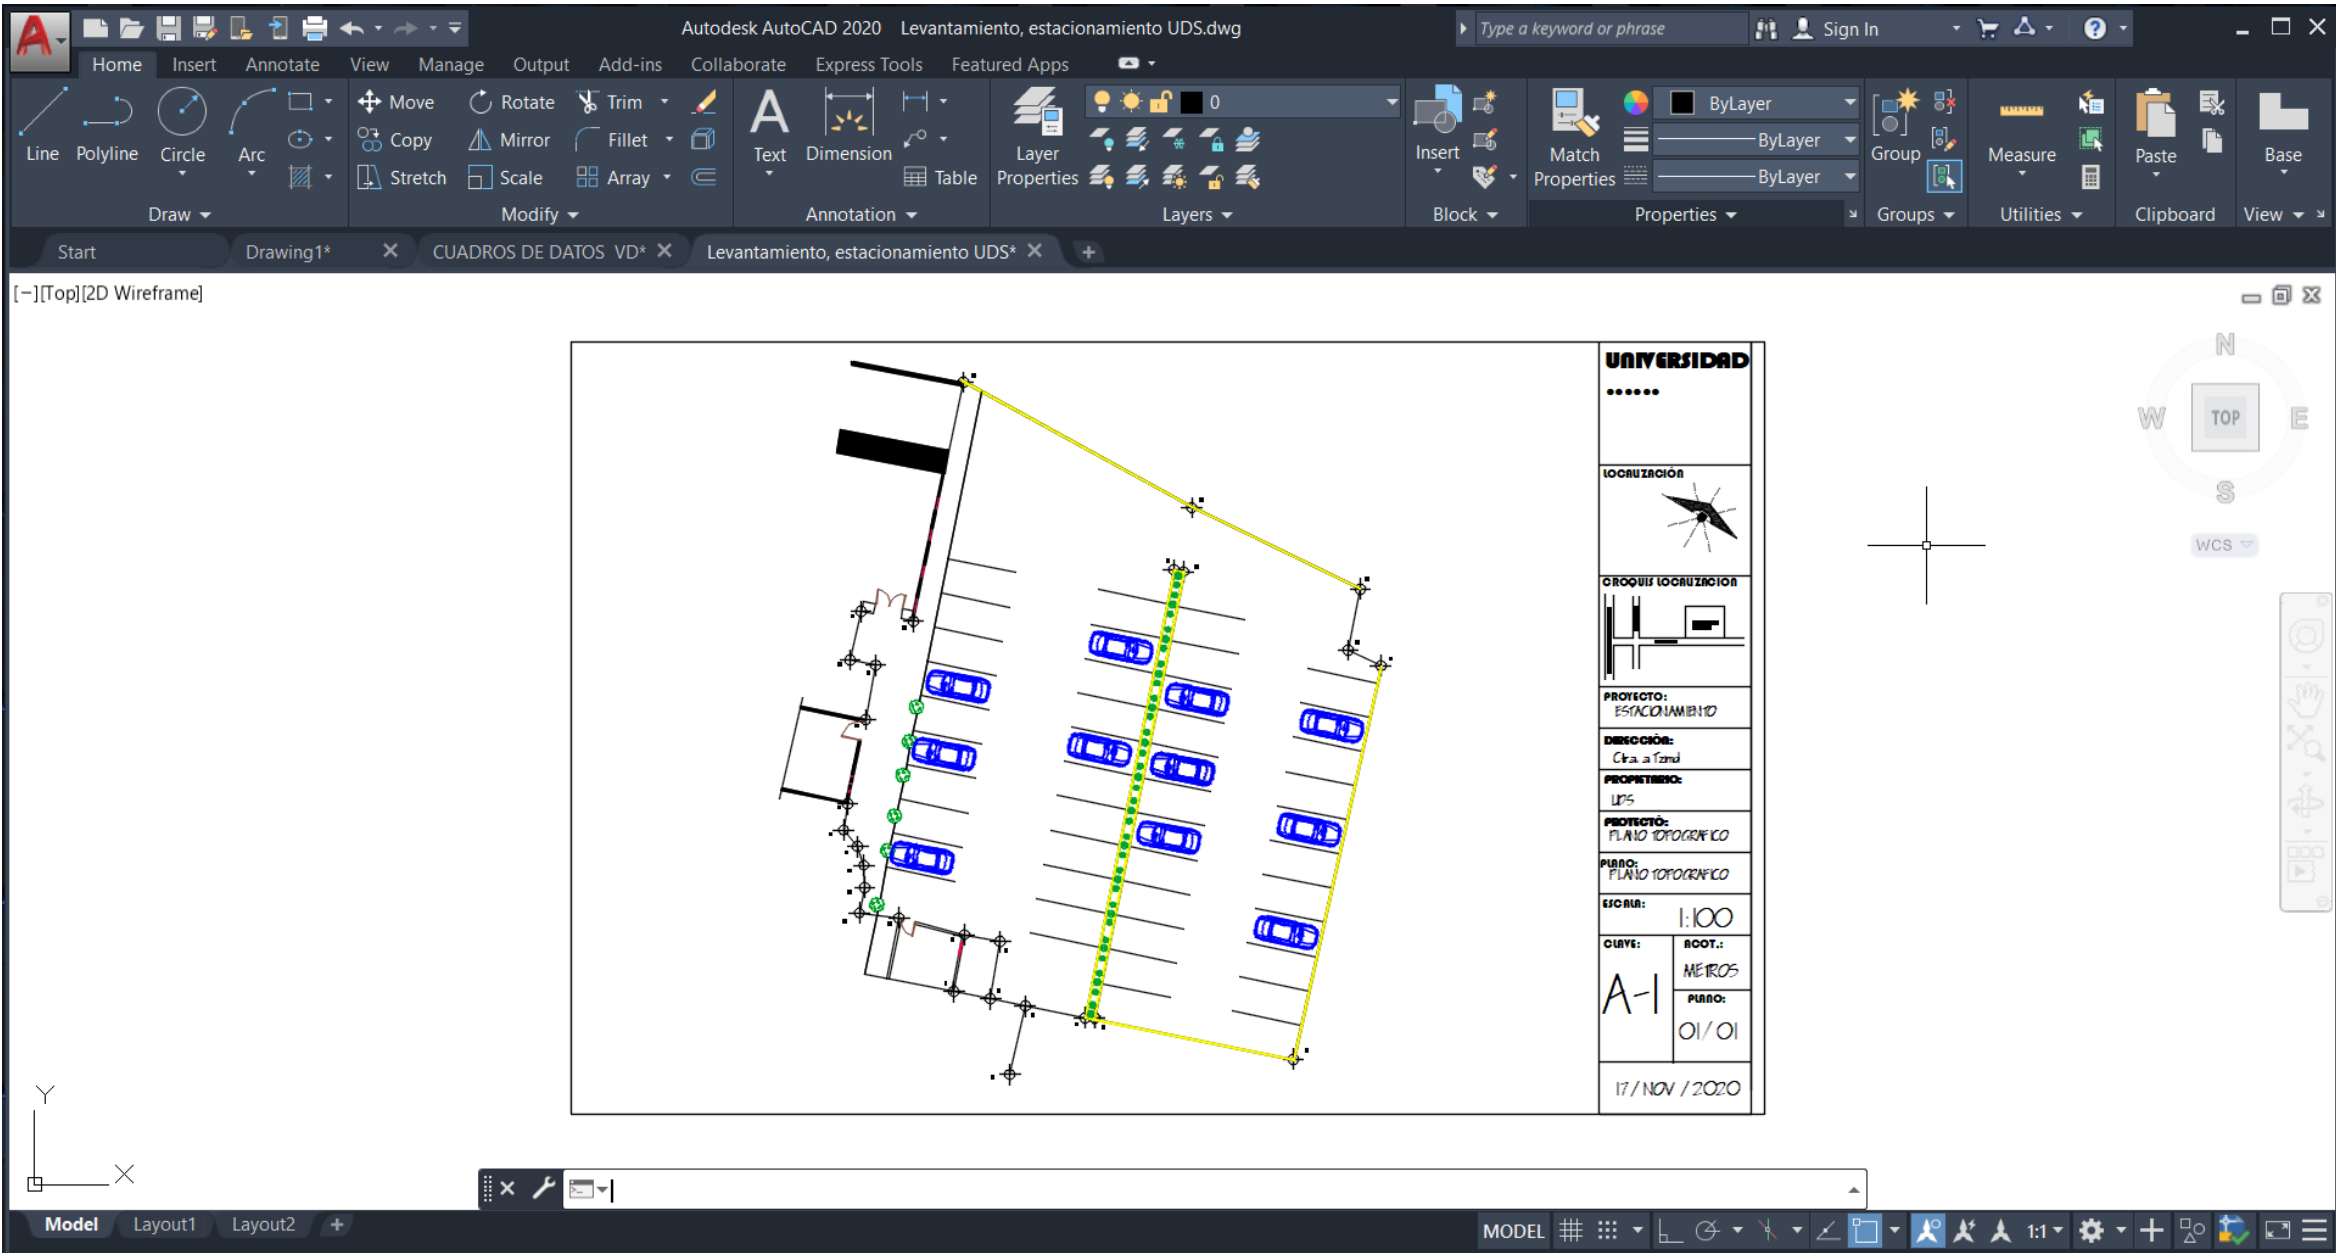 Autodesk AutoCAD 2020 Levantamiento, estacionamiento UDS.dwg
Type a keyword or phrase
Sign In
Home Insert Annotate View Manage Output Add-ins Collaborate Express Tools Featured Apps
Line Polyline Circle Arc
Draw
Move Rotate Trim
Copy Mirror Fillet
Stretch Scale Array
Modify
Text Dimension Table
Annotation
Layer Properties
0
Layers
Insert
Block
Match Properties
ByLayer
ByLayer
ByLayer
Properties
Group
Groups
Measure
Utilities
Paste
Clipboard
Base
View
Start Drawing1* CUADROS DE DATOS VD* Levantamiento, estacionamiento UDS*
[−][Top][2D Wireframe]
N
W TOP E
S
WCS
UNIVERSIDAD
••••••
LOCALIZACIÓN
CROQUIS LOCALIZACION
PROYECTO:
ESTACIONAMIENTO
DIRECCIÓN:
Ctra. a Tzmd
PROPIETARIO:
UDS
PROYECTÓ:
PLANO TOPOGRAFICO
PLANO:
PLANO TOPOGRAFICO
ESCALA:
1:100
CLAVE:
A-1
ACOT.:
METROS
PLANO:
01/01
17/NOV/2020
Y
X
Model Layout1 Layout2
MODEL
1:1